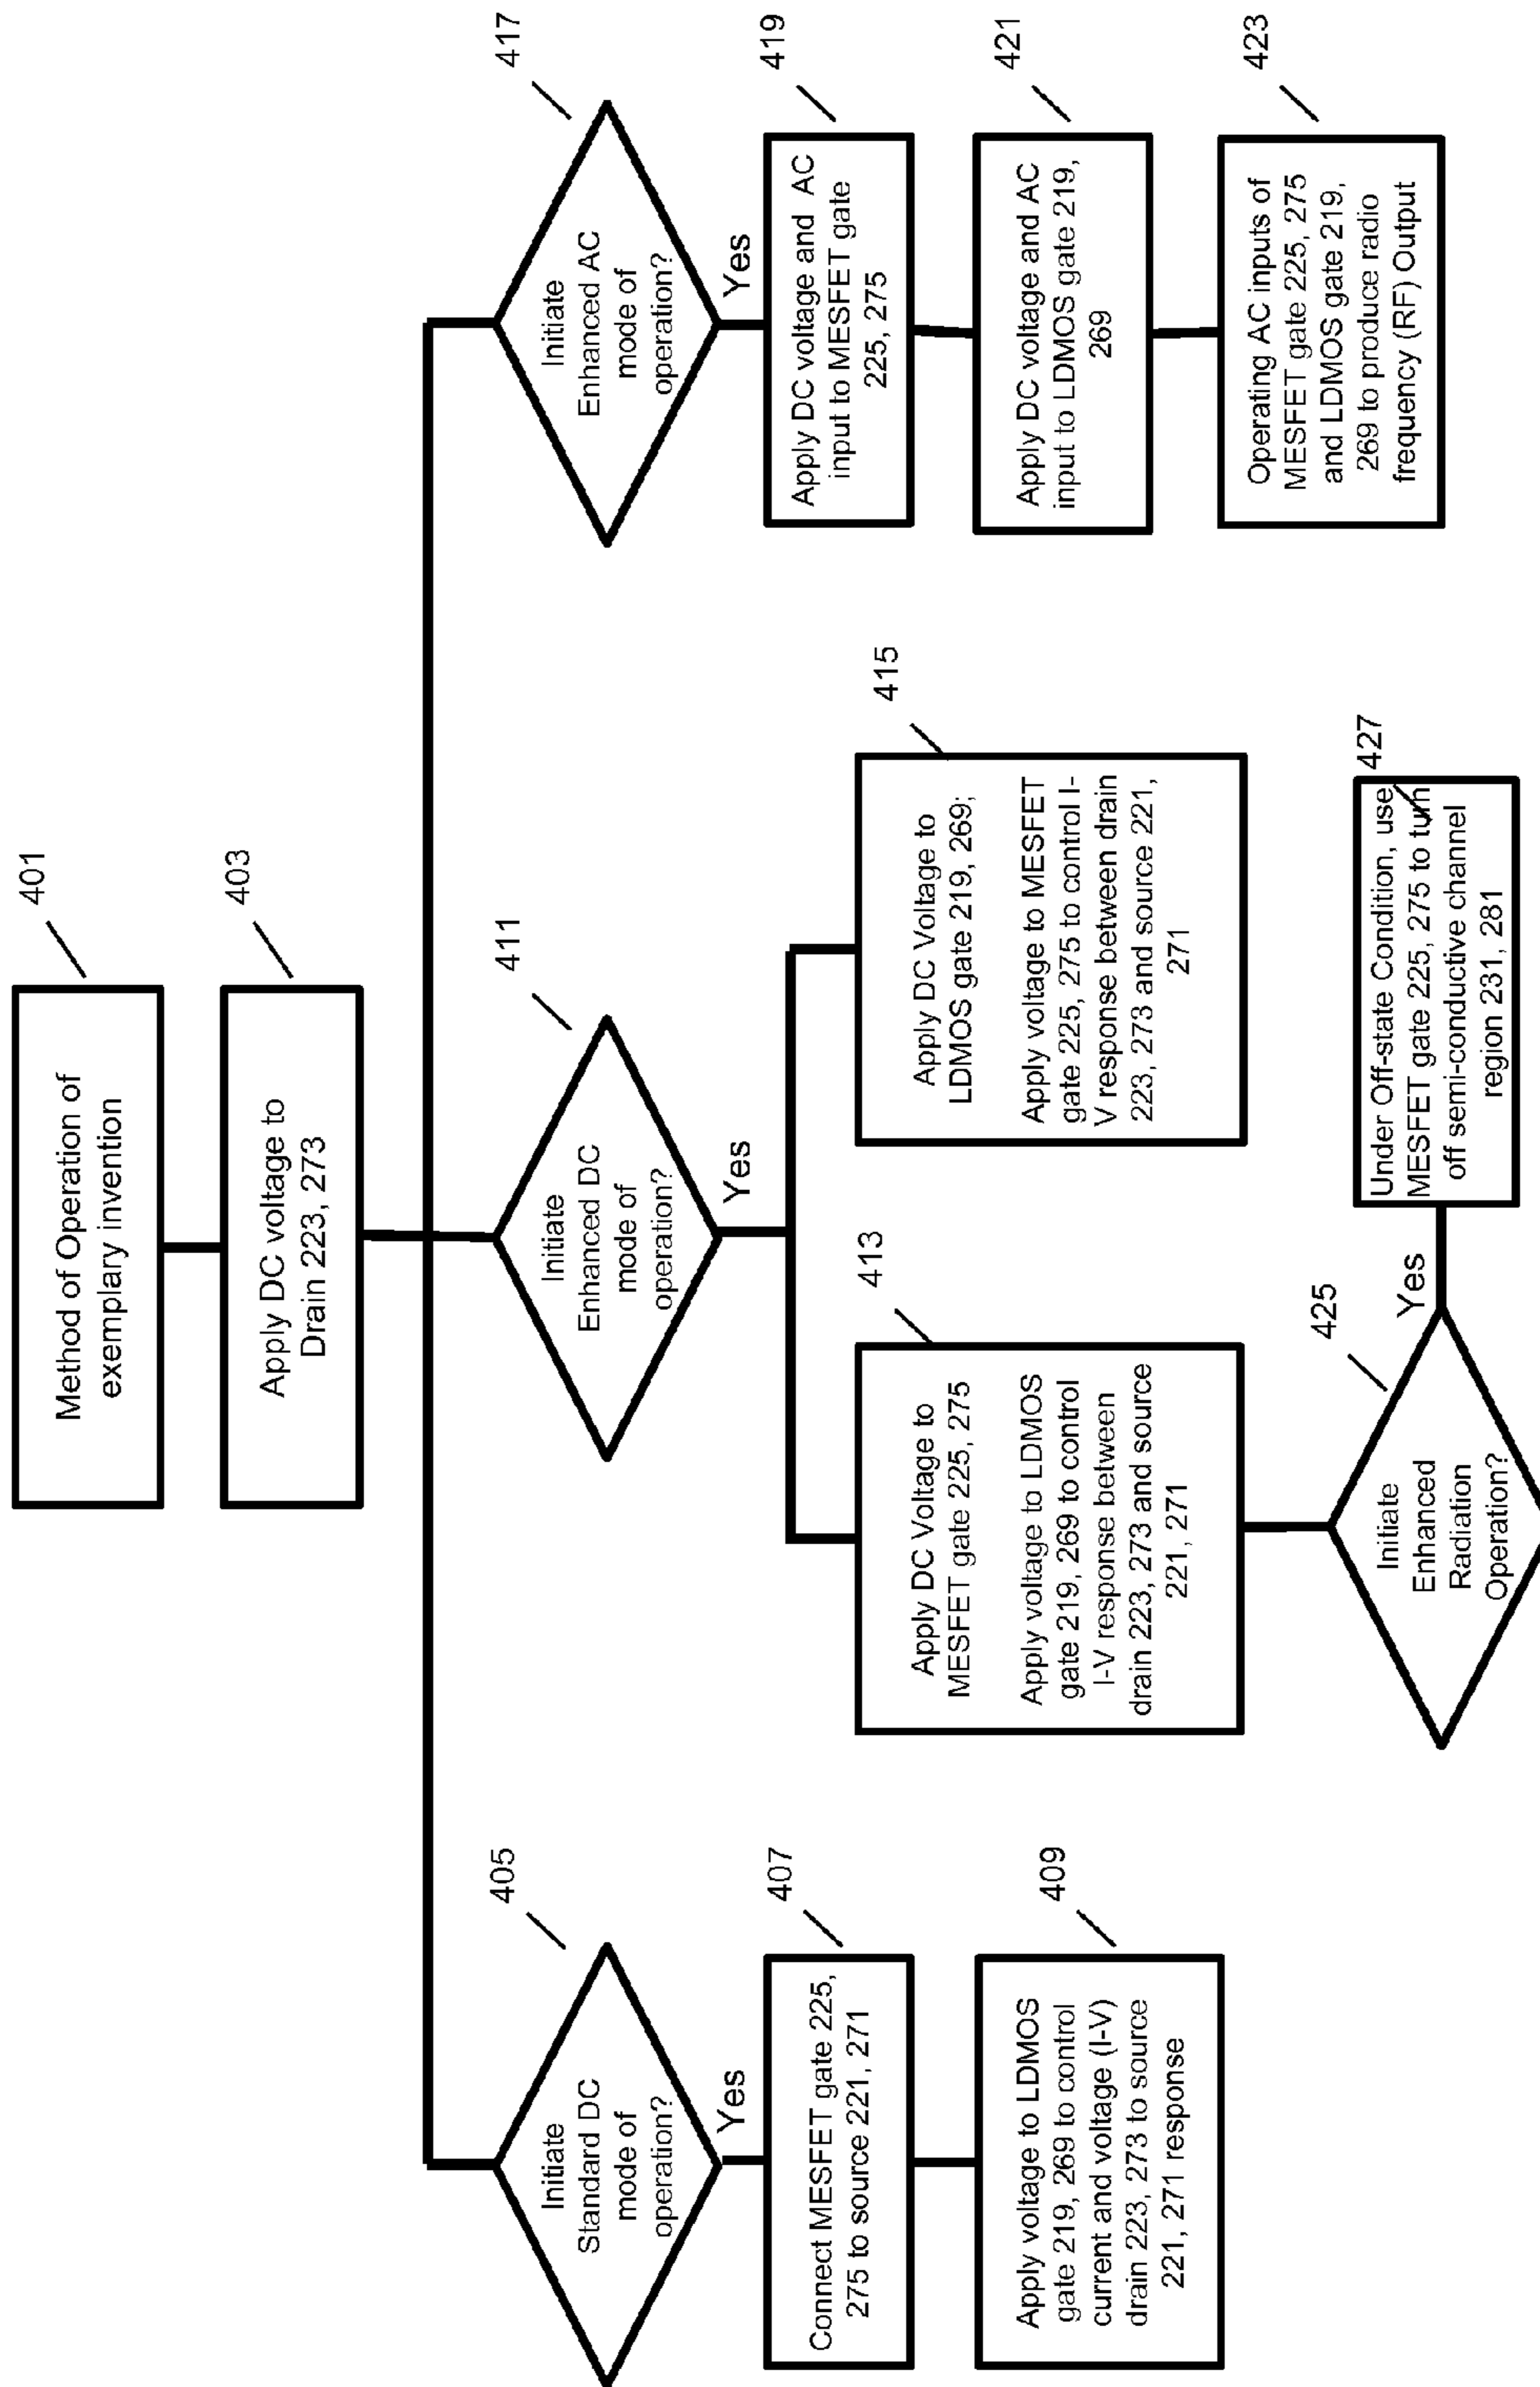 401
Method of Operation of
exemplary invention
403
Apply DC voltage to
Drain 223, 273
405
Initiate
Standard DC
mode of
operation?
Yes
407
Connect MESFET gate 225,
275 to source 221, 271
409
Apply voltage to LDMOS
gate 219, 269 to control
current and voltage (I-V)
drain 223, 273 to source
221, 271 response
411
Initiate
Enhanced DC
mode of
operation?
Yes
413
Apply DC Voltage to
MESFET gate 225, 275
Apply voltage to LDMOS
gate 219, 269 to control
I-V response between
drain 223, 273 and source
221, 271
415
Apply DC Voltage to
LDMOS gate 219, 269;
Apply voltage to MESFET
gate 225, 275 to control I-
V response between drain
223, 273 and source 221,
271
425
Initiate
Enhanced
Radiation
Operation?
Yes
427
Under Off-state Condition, use
MESFET gate 225, 275 to turn
off semi-conductive channel
region 231, 281
417
Initiate
Enhanced AC
mode of
operation?
Yes
419
Apply DC voltage and AC
input to MESFET gate
225, 275
421
Apply DC voltage and AC
input to LDMOS gate 219,
269
423
Operating AC inputs of
MESFET gate 225, 275
and LDMOS gate 219,
269 to produce radio
frequency (RF) Output